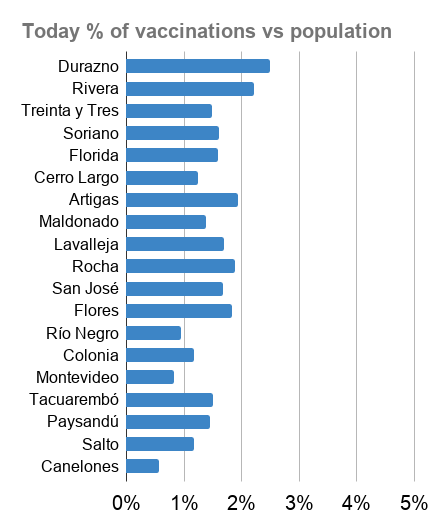 Today % of vaccinations vs population
Durazno
Rivera
Treinta y Tres
Soriano
Florida
Cerro Largo
Artigas
Maldonado
Lavalleja
Rocha
San José
Flores
Río Negro
Colonia
Montevideo
Tacuarembó
Paysandú
Salto
Canelones
0% 1% 2% 3% 4% 5%